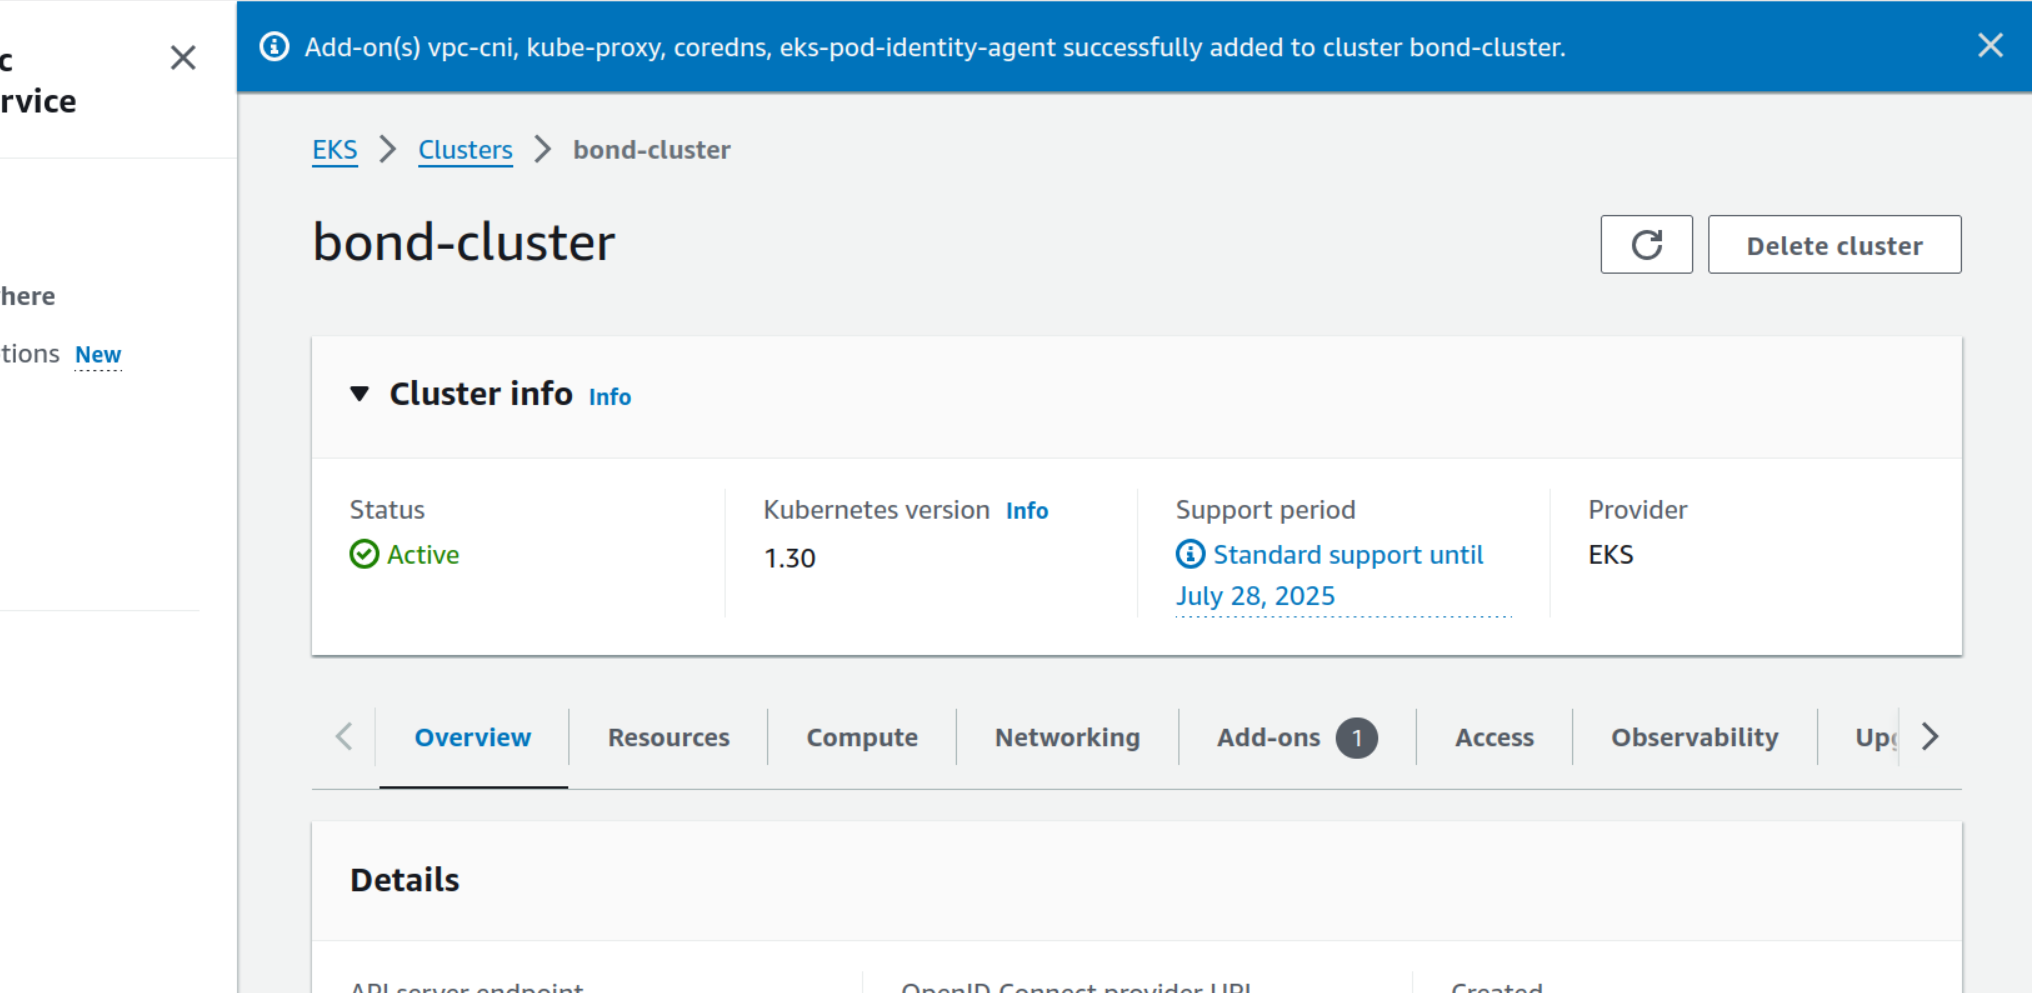 c
rvice
here
tions New
Add-on(s) vpc-cni, kube-proxy, coredns, eks-pod-identity-agent successfully added to cluster bond-cluster.
EKS > Clusters > bond-cluster
bond-cluster
Delete cluster
Cluster info Info
Status
Active
Kubernetes version Info
1.30
Support period
Standard support until
July 28, 2025
Provider
EKS
Overview Resources Compute Networking Add-ons 1 Access Observability Upg
Details
API server endpoint OpenID Connect provider URL Created